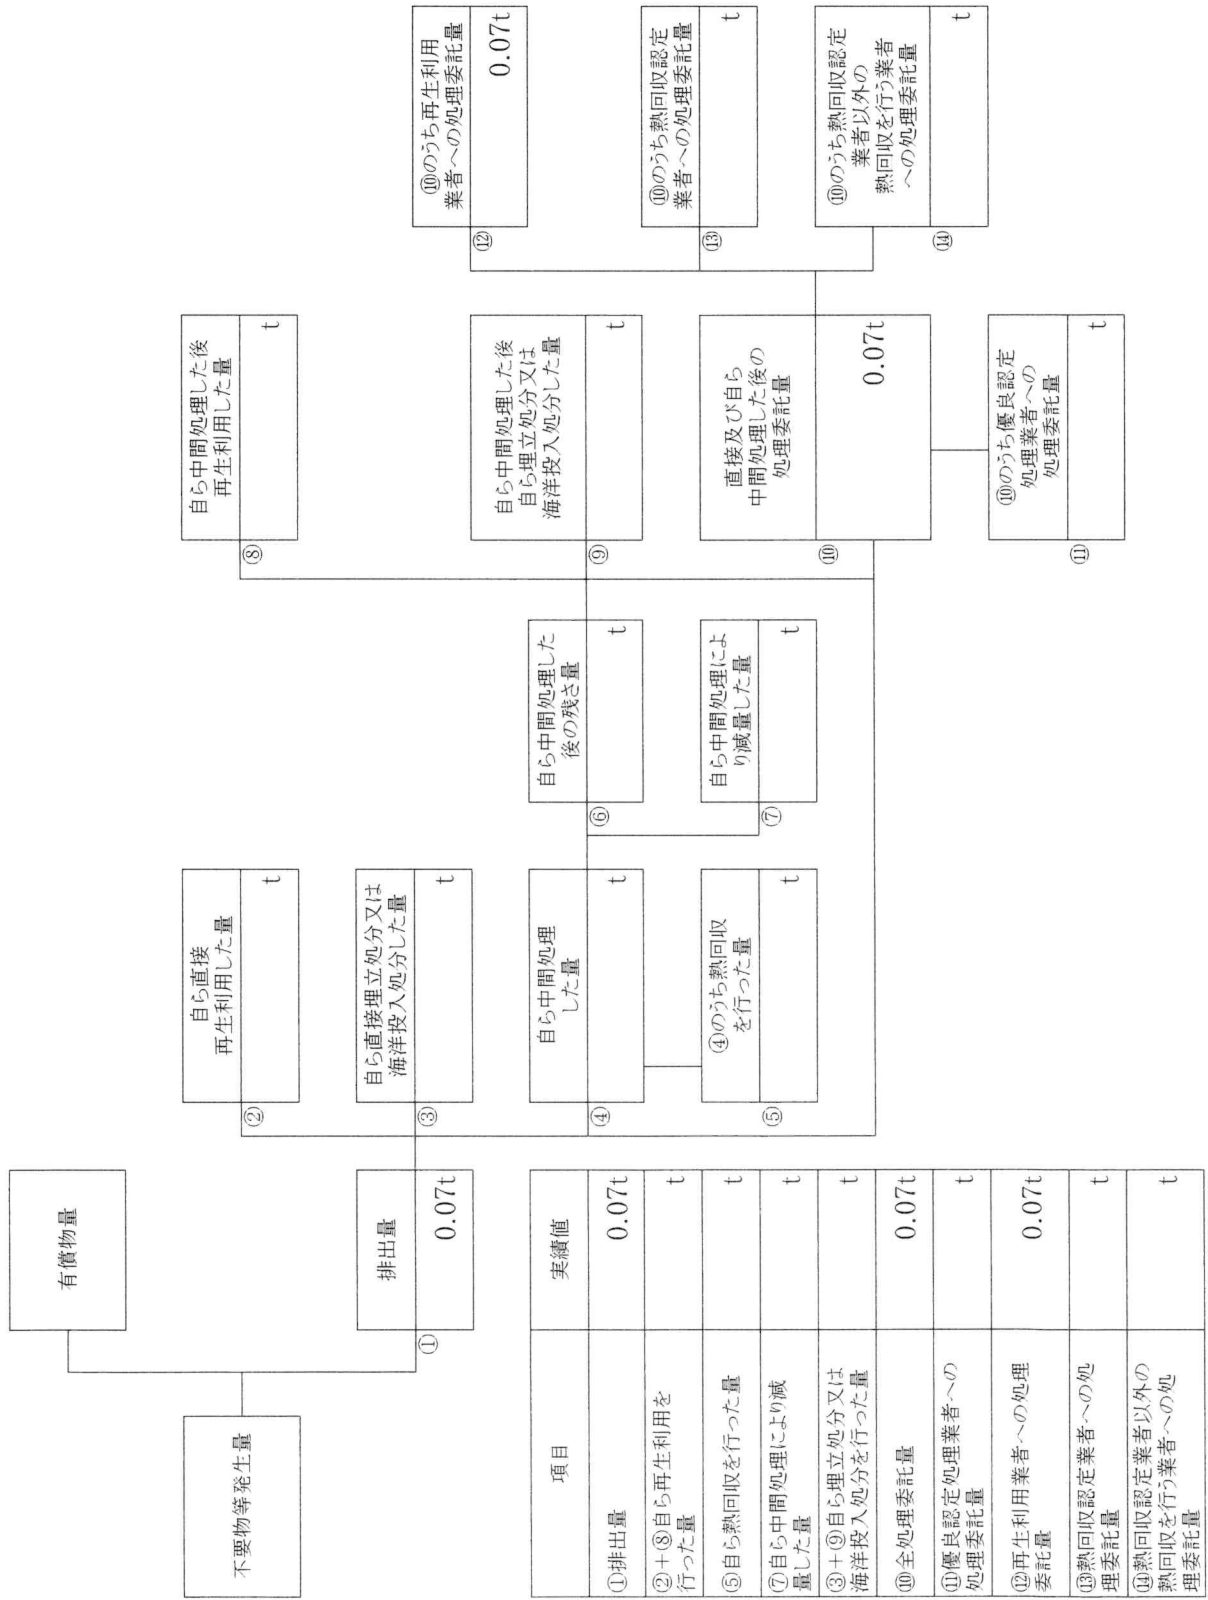 不要物等発生量
有償物量
排出量
①
0.07t
自ら直接
再生利用した量
②
t
自ら直接埋立処分又は
海洋投入処分した量
③
t
自ら中間処理
した量
④
t
④のうち熱回収
を行った量
⑤
t
自ら中間処理した
後の残さ量
⑥
t
自ら中間処理によ
り減量した量
⑦
t
自ら中間処理した後
再生利用した量
⑧
t
自ら中間処理した後
自ら埋立処分又は
海洋投入処分した量
⑨
t
直接及び自ら
中間処理した後の
処理委託量
⑩
0.07t
⑩のうち優良認定
処理業者への
処理委託量
⑪
t
⑩のうち再生利用
業者への処理委託量
⑫
0.07t
⑩のうち熱回収認定
業者への処理委託量
⑬
t
⑩のうち熱回収認定
業者以外の
熱回収を行う業者
への処理委託量
⑭
t
項目 実績値
①排出量 0.07t
②+⑧自ら再生利用を
行った量 t
⑤自ら熱回収を行った量 t
⑦自ら中間処理により減
量した量 t
③+⑨自ら埋立処分又は
海洋投入処分を行った量 t
⑩全処理委託量 0.07t
⑪優良認定処理業者への
処理委託量 t
⑫再生利用業者への処理
委託量 0.07t
⑬熱回収認定業者への処
理委託量 t
⑭熱回収認定業者以外の
熱回収を行う業者への処
理委託量 t